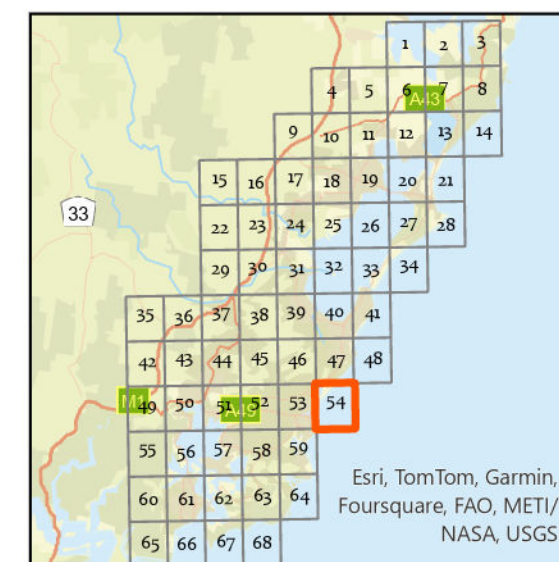 1 2 3
4 5 6 7 8
A43
9 10 11 12 13 14
15 16 17 18 19 20 21
33
22 23 24 25 26 27 28
29 30 31 32 33 34
35 36 37 38 39 40 41
42 43 44 45 46 47 48
M1
49 50 51 52 53 54
A49
55 56 57 58 59
60 61 62 63 64
65 66 67 68
Esri, TomTom, Garmin,
Foursquare, FAO, METI/
NASA, USGS